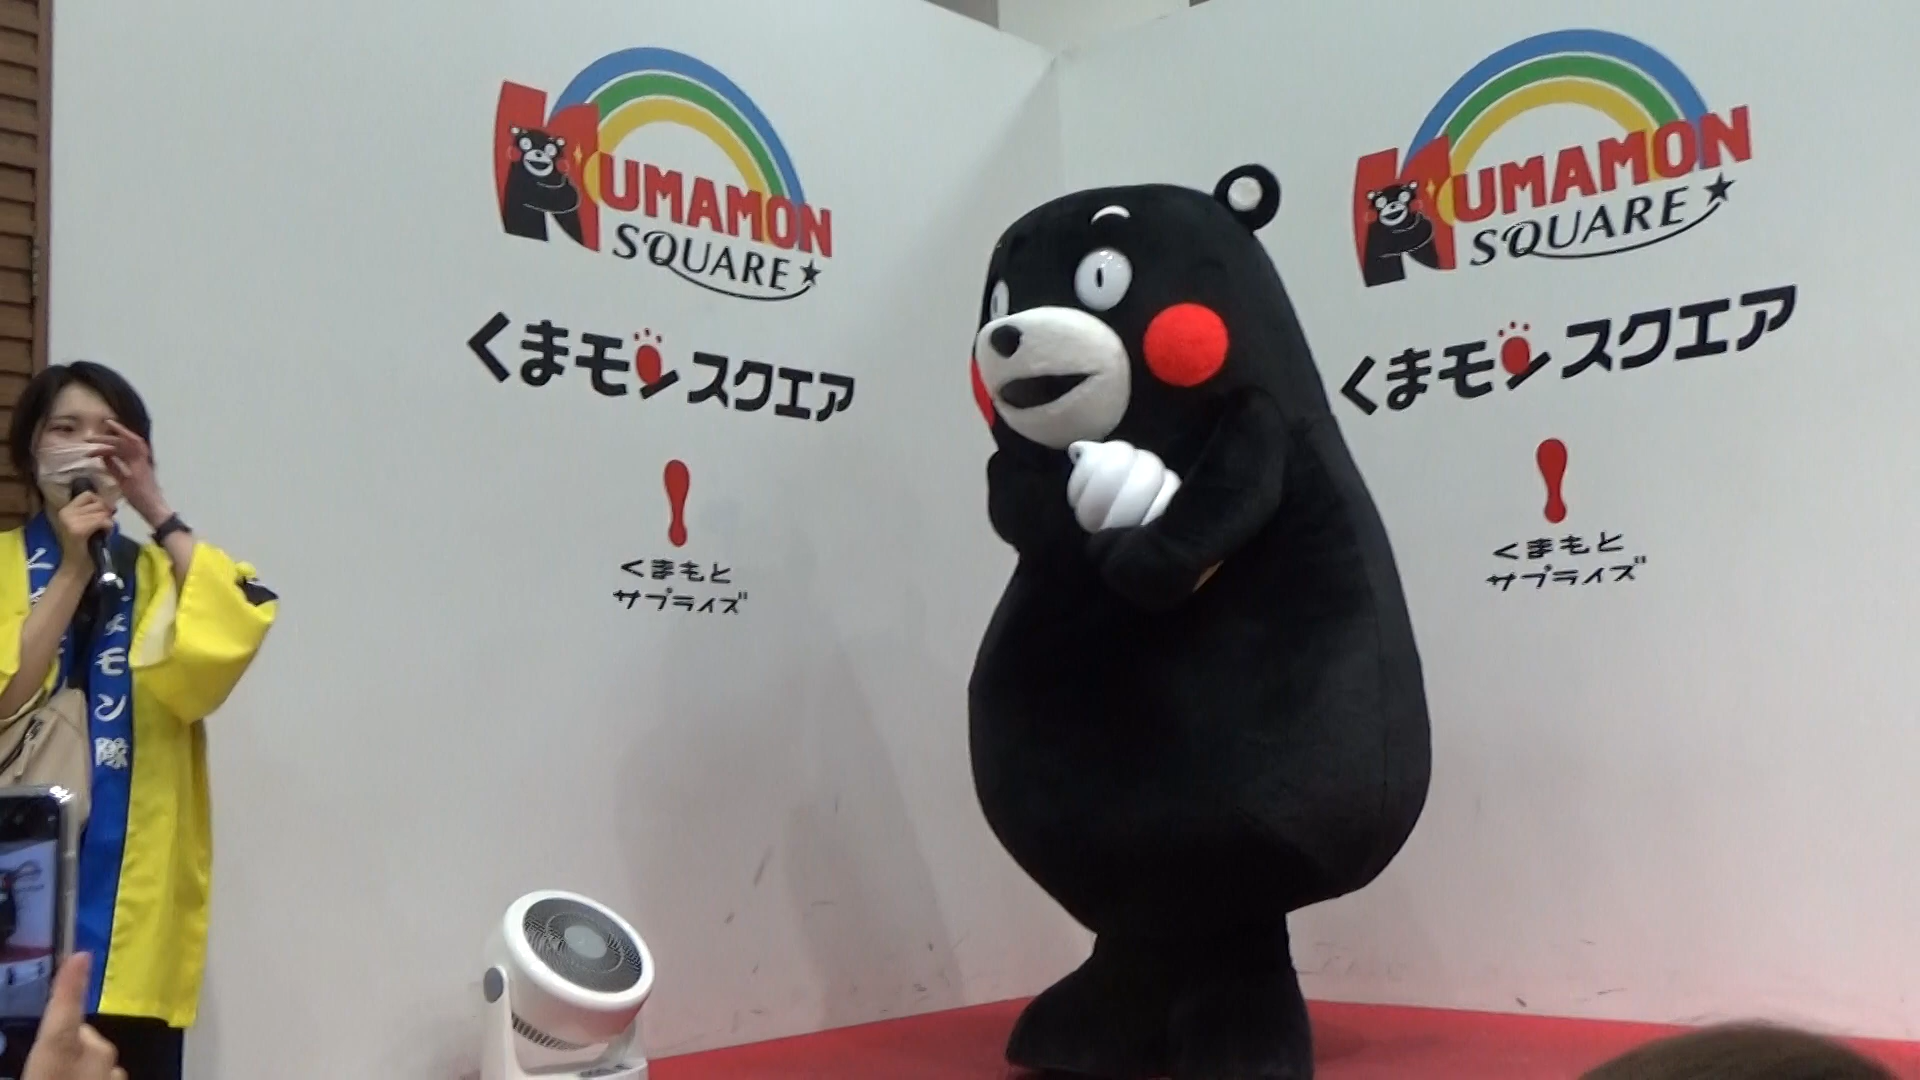 KUMAMON
SQUARE
くまモンスクエア
くまもと
サプライズ
KUMAMON
SQUARE
くまモンスクエア
くまもと
サプライズ
モン隊